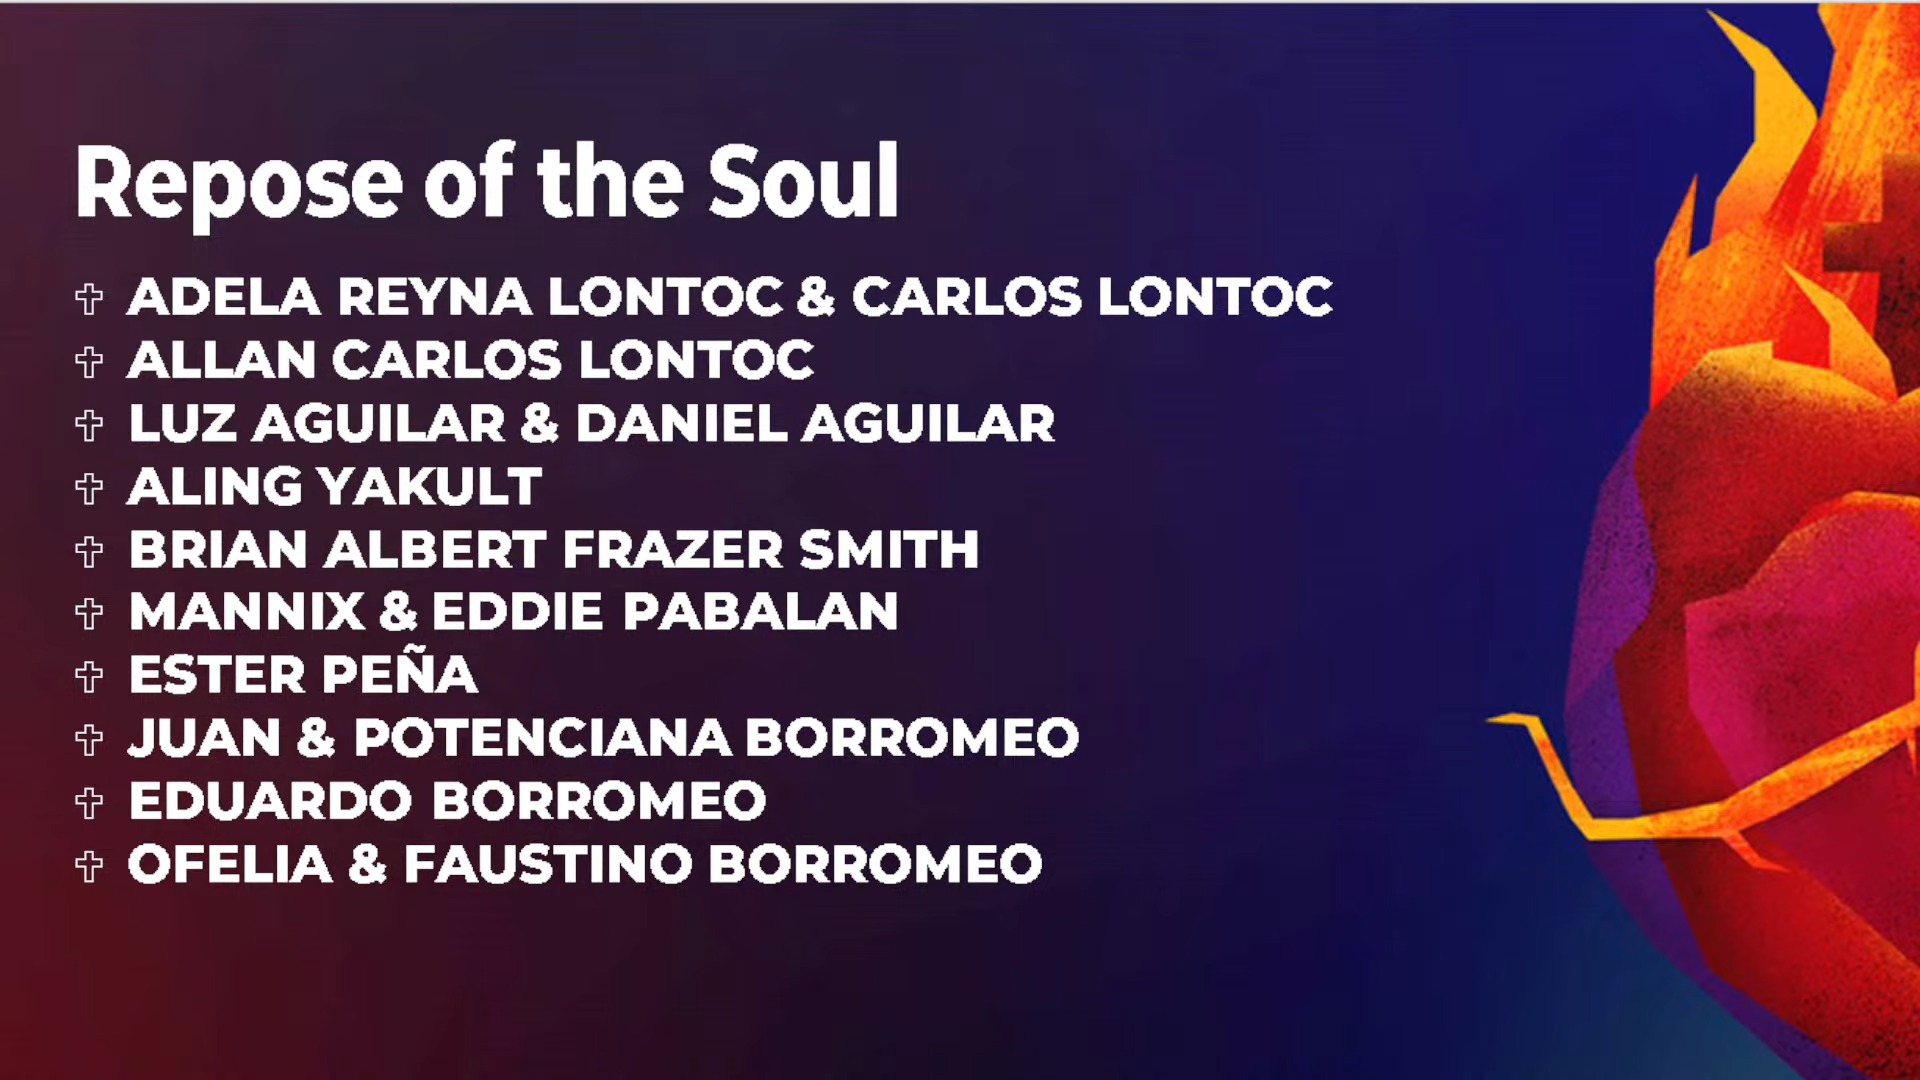 Repose of the Soul
✞ ADELA REYNA LONTOC & CARLOS LONTOC
✞ ALLAN CARLOS LONTOC
✞ LUZ AGUILAR & DANIEL AGUILAR
✞ ALING YAKULT
✞ BRIAN ALBERT FRAZER SMITH
✞ MANNIX & EDDIE PABALAN
✞ ESTER PEÑA
✞ JUAN & POTENCIANA BORROMEO
✞ EDUARDO BORROMEO
✞ OFELIA & FAUSTINO BORROMEO